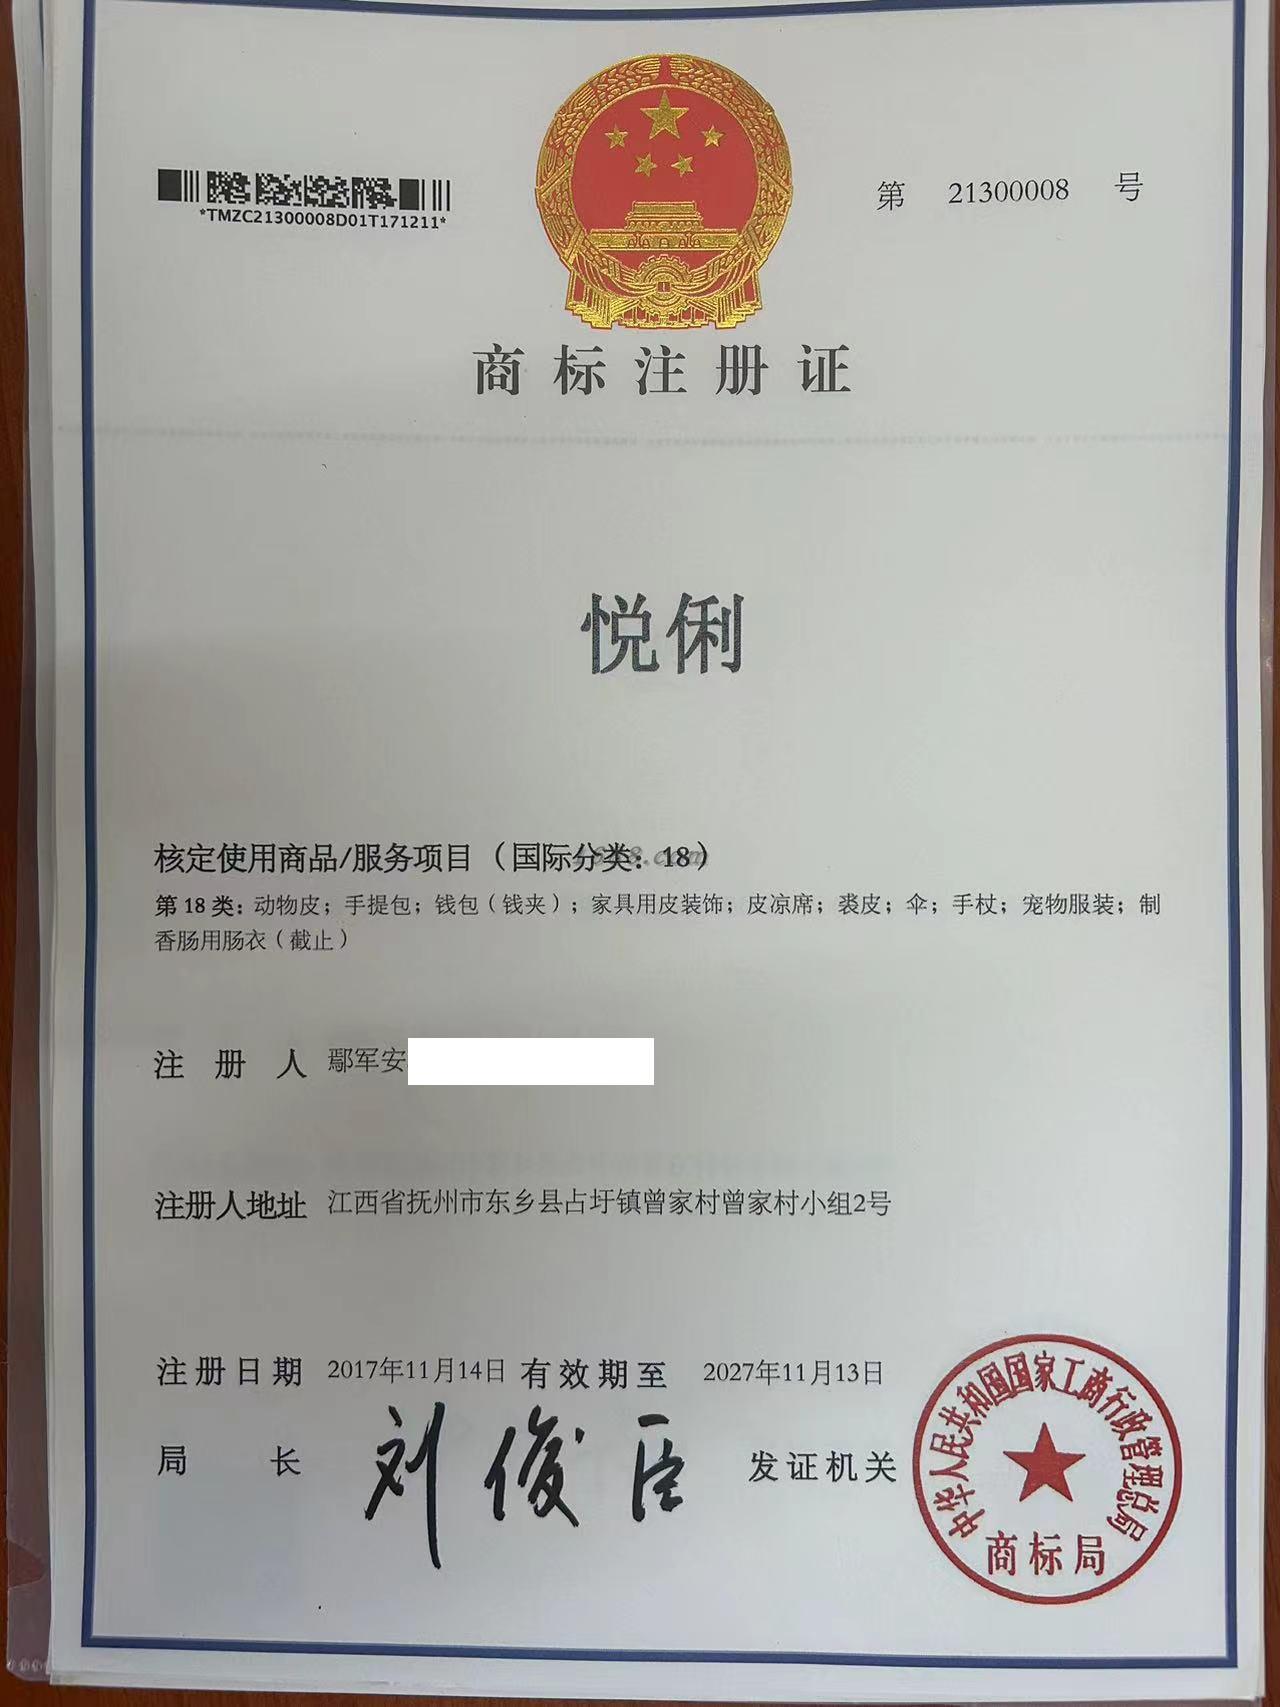 *TMZC21300008D01T171211*
第 21300008 号
商标注册证
悦俐
核定使用商品/服务项目（国际分类：18）
1688.com
第 18 类：动物皮；手提包；钱包（钱夹）；家具用皮装饰；皮凉席；裘皮；伞；手杖；宠物服装；制
香肠用肠衣（截止）
注册人 鄢军安
注册人地址 江西省抚州市东乡县占圩镇曾家村曾家村小组2号
注册日期 2017年11月14日 有效期至 2027年11月13日
局长 刘俊臣 发证机关
中华人民共和国国家工商行政管理总局
商标局